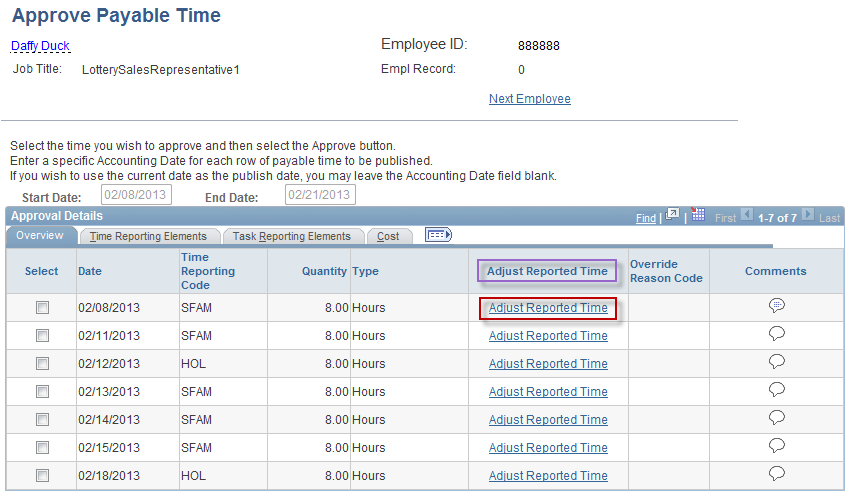 Approve Payable Time
Daffy Duck Employee ID: 888888
Job Title: LotterySalesRepresentative1 Empl Record: 0
Next Employee
Select the time you wish to approve and then select the Approve button.
Enter a specific Accounting Date for each row of payable time to be published.
If you wish to use the current date as the publish date, you may leave the Accounting Date field blank.
Start Date: 02/08/2013 End Date: 02/21/2013
Approval Details Find | | First 1-7 of 7 Last
Overview Time Reporting Elements Task Reporting Elements Cost
Select Date Time Reporting Code Quantity Type Adjust Reported Time Override Reason Code Comments
02/08/2013 SFAM 8.00 Hours Adjust Reported Time
02/11/2013 SFAM 8.00 Hours Adjust Reported Time
02/12/2013 HOL 8.00 Hours Adjust Reported Time
02/13/2013 SFAM 8.00 Hours Adjust Reported Time
02/14/2013 SFAM 8.00 Hours Adjust Reported Time
02/15/2013 SFAM 8.00 Hours Adjust Reported Time
02/18/2013 HOL 8.00 Hours Adjust Reported Time